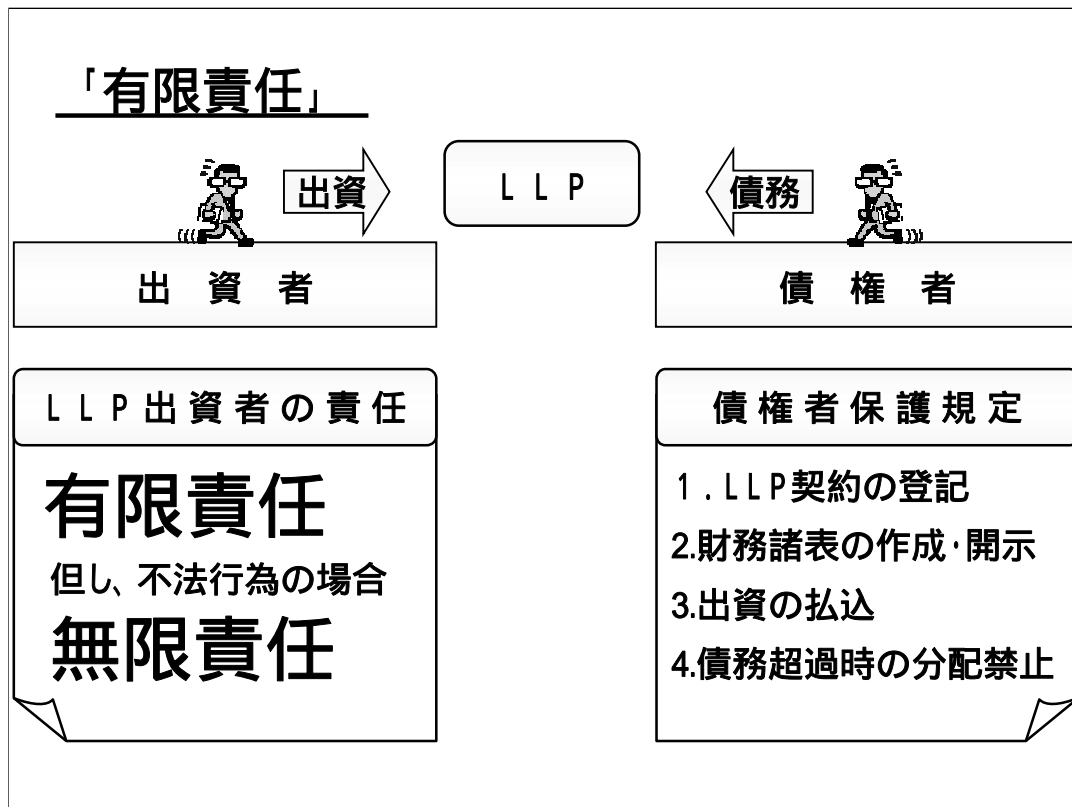 「有限責任」
出資
LLP
債務
出資者
債権者
LLP出資者の責任
有限責任
但し、不法行為の場合
無限責任
債権者保護規定
1.LLP契約の登記
2.財務諸表の作成・開示
3.出資の払込
4.債務超過時の分配禁止